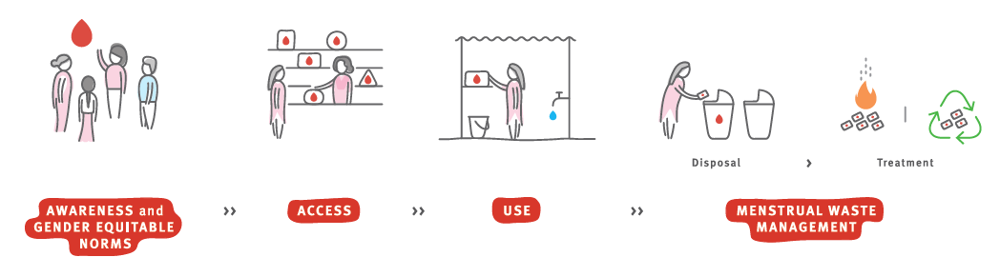 Disposal
›
Treatment
AWARENESS and
GENDER EQUITABLE
NORMS
››
ACCESS
››
USE
››
MENSTRUAL WASTE
MANAGEMENT